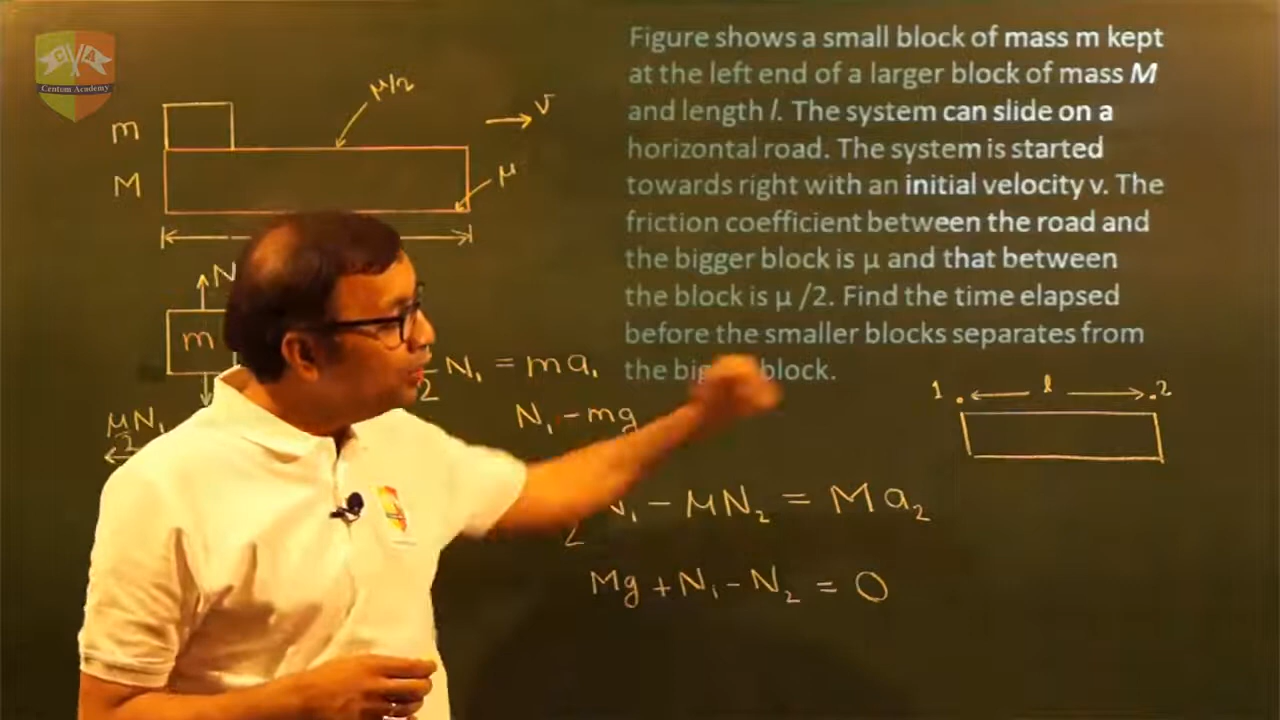 C A
Centum Academy
Figure shows a small block of mass m kept
at the left end of a larger block of mass M
and length l. The system can slide on a
horizontal road. The system is started
towards right with an initial velocity v. The
friction coefficient between the road and
the bigger block is μ and that between
the block is μ /2. Find the time elapsed
before the smaller blocks separates from
the block.
μ/2
v
m
M
μ
N
m
μN₁
2
2 N₁ = ma₁
N₁ - mg
1 l 2
2 N₁ - μN₂ = Ma₂
Mg + N₁ - N₂ = 0